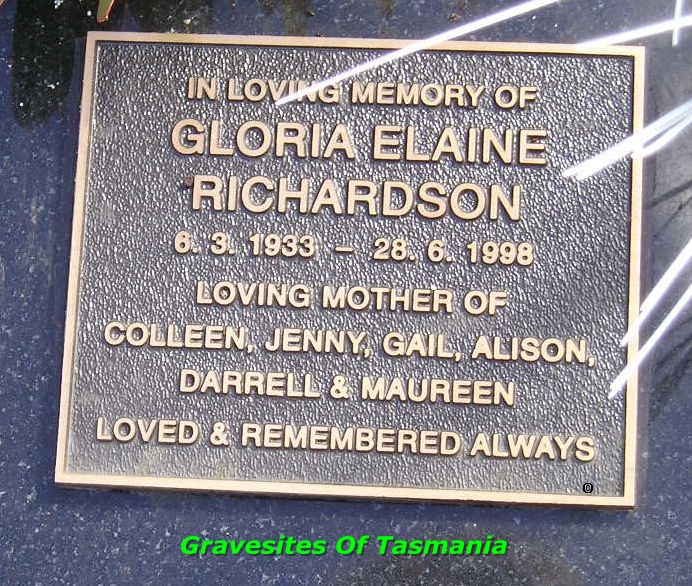 IN LOVING MEMORY OF
GLORIA ELAINE
RICHARDSON
6. 3. 1933 – 28. 6. 1998
LOVING MOTHER OF
COLLEEN, JENNY, GAIL, ALISON,
DARRELL & MAUREEN
LOVED & REMEMBERED ALWAYS
Gravesites Of Tasmania